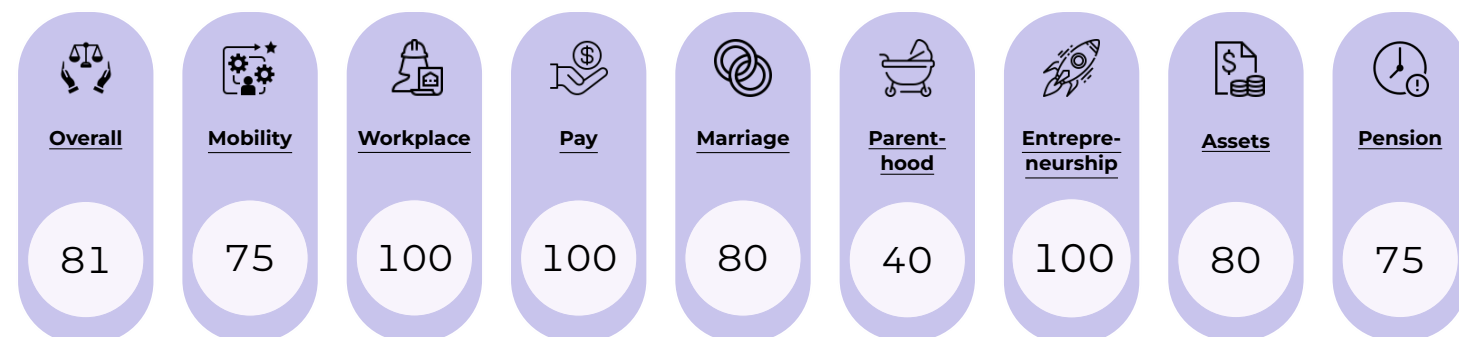 Overall
Mobility
Workplace
Pay
Marriage
Parent-
hood
Entrepre-
neurship
Assets
Pension
81
75
100
100
80
40
100
80
75